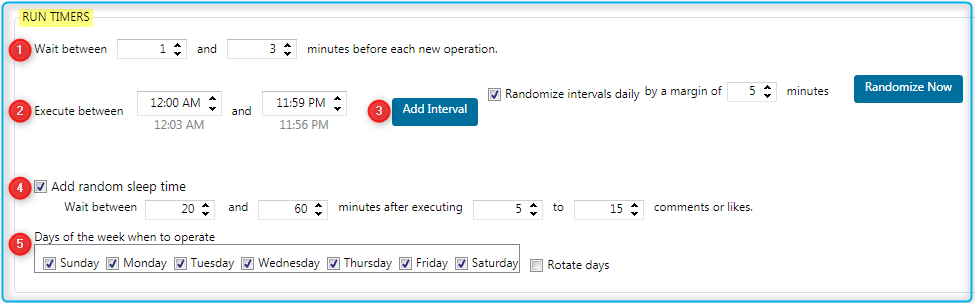 RUN TIMERS
1 Wait between 1 and 3 minutes before each new operation.
2 Execute between 12:00 AM and 11:59 PM 3 Add Interval Randomize intervals daily by a margin of 5 minutes Randomize Now
12:03 AM 11:56 PM
4 Add random sleep time
Wait between 20 and 60 minutes after executing 5 to 15 comments or likes.
5 Days of the week when to operate
Sunday Monday Tuesday Wednesday Thursday Friday Saturday Rotate days